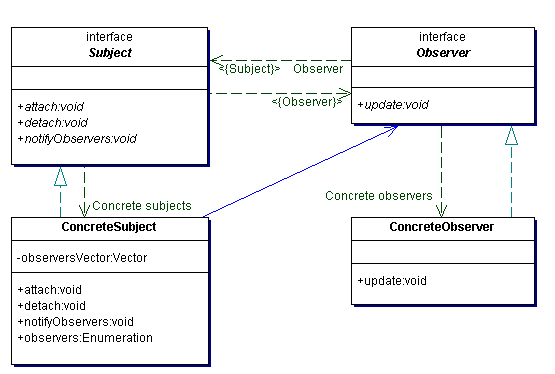 interface
Subject
+attach:void
+detach:void
+notifyObservers:void
interface
Observer
+update:void
<{Subject}> Observer
<{Observer}>
Concrete subjects
Concrete observers
ConcreteSubject
-observersVector:Vector
+attach:void
+detach:void
+notifyObservers:void
+observers:Enumeration
ConcreteObserver
+update:void